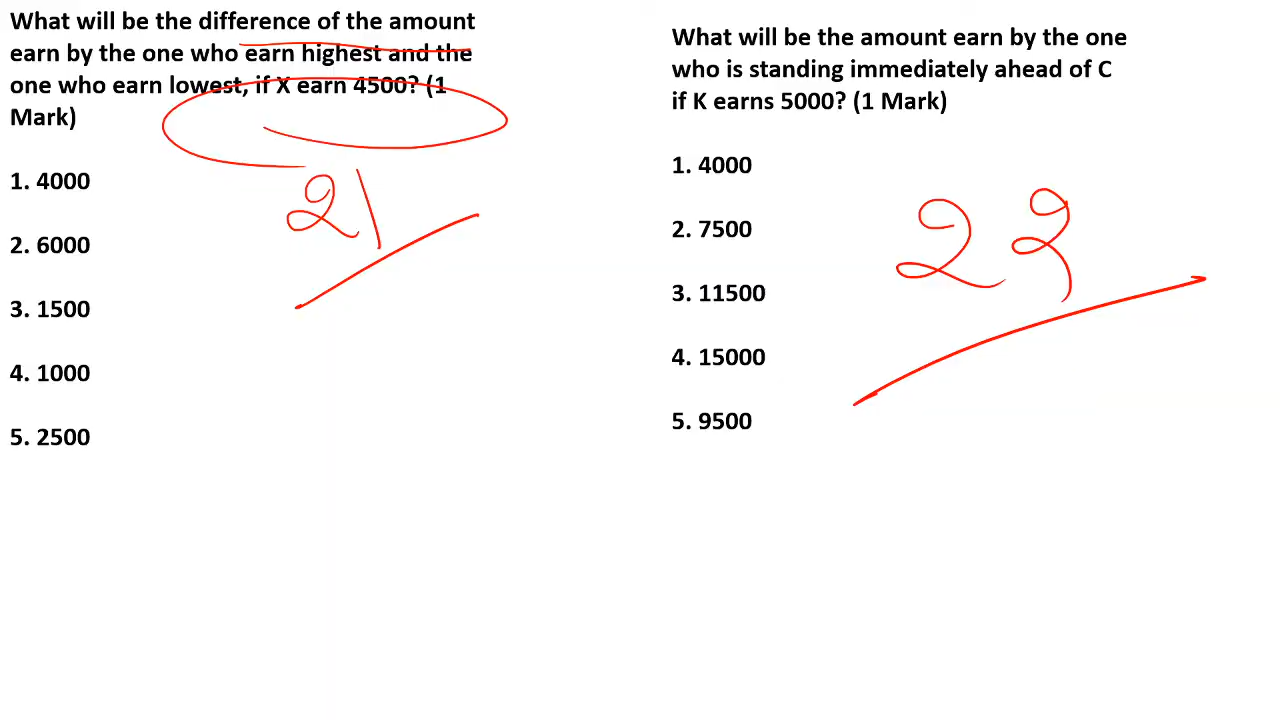 What will be the difference of the amount
earn by the one who earn highest and the
one who earn lowest, if X earn 4500? (1
Mark)
1. 4000
2. 6000
3. 1500
4. 1000
5. 2500
21
What will be the amount earn by the one
who is standing immediately ahead of C
if K earns 5000? (1 Mark)
1. 4000
2. 7500
3. 11500
4. 15000
5. 9500
22